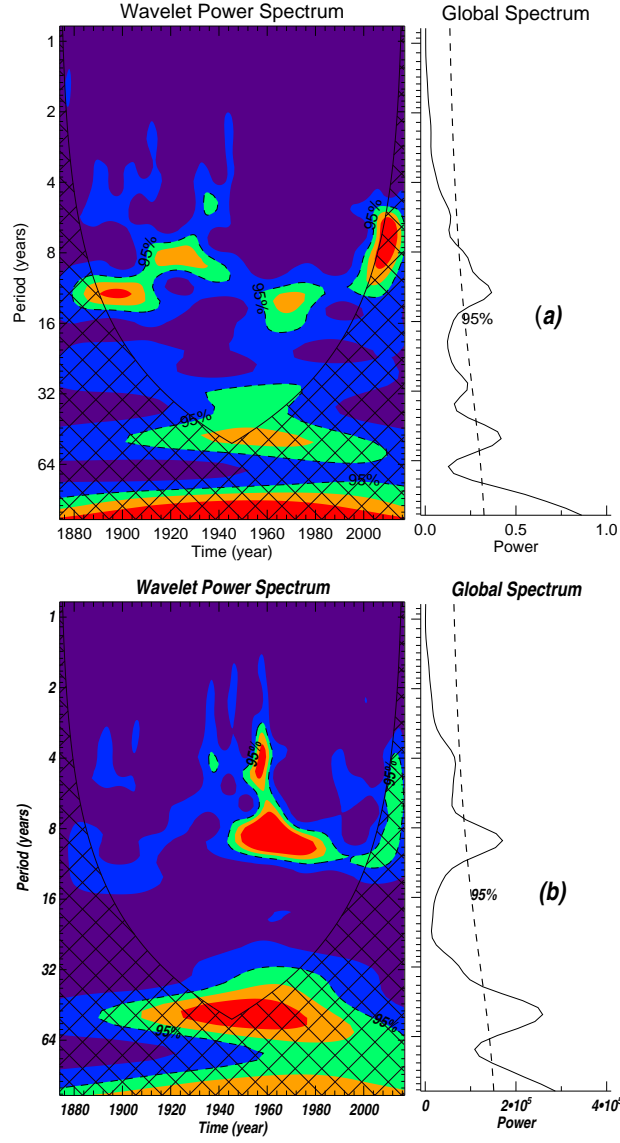 Wavelet Power Spectrum
Global Spectrum
1
2
4
8
16
32
64
Period (years)
95%
95%
95%
95%
95%
95%
(a)
1880 1900 1920 1940 1960 1980 2000
Time (year)
0.0 0.5 1.0
Power
Wavelet Power Spectrum
Global Spectrum
1
2
4
8
16
32
64
Period (years)
95%
95%
95%
95%
95%
(b)
1880 1900 1920 1940 1960 1980 2000
Time (year)
0 2•10⁵ 4•10⁵
Power